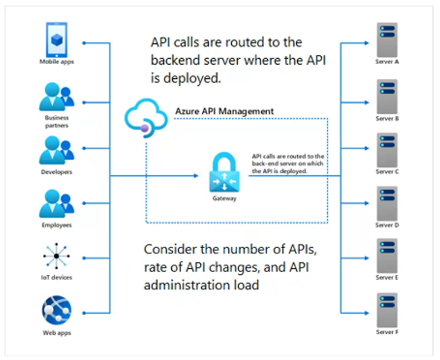 API calls are routed to the
backend server where the API
is deployed.
Mobile apps
Business
partners
Developers
Employees
IoT devices
Web apps
Azure API Management
Gateway
API calls are routed to the
back-end server on which
the API is deployed.
Consider the number of APIs,
rate of API changes, and API
administration load
Server A
Server B
Server C
Server D
Server E
Server F